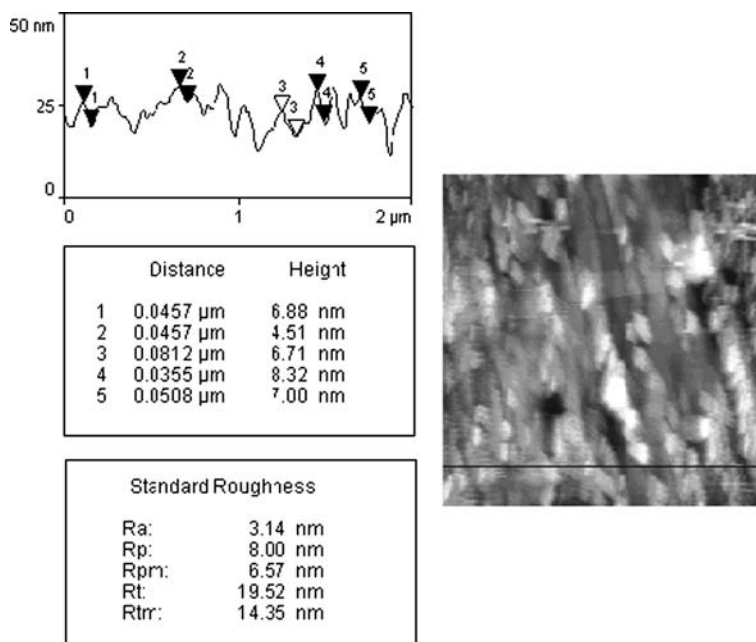 50 nm
1
1
2
2
3
3
4
4
5
5
25
0
0 1 2 µm
Distance Height
1 0.0457 µm 6.88 nm
2 0.0457 µm 4.51 nm
3 0.0812 µm 6.71 nm
4 0.0355 µm 8.32 nm
5 0.0508 µm 7.00 nm
Standard Roughness
Ra: 3.14 nm
Rp: 8.00 nm
Rpm: 6.57 nm
Rt: 19.52 nm
Rtm: 14.35 nm